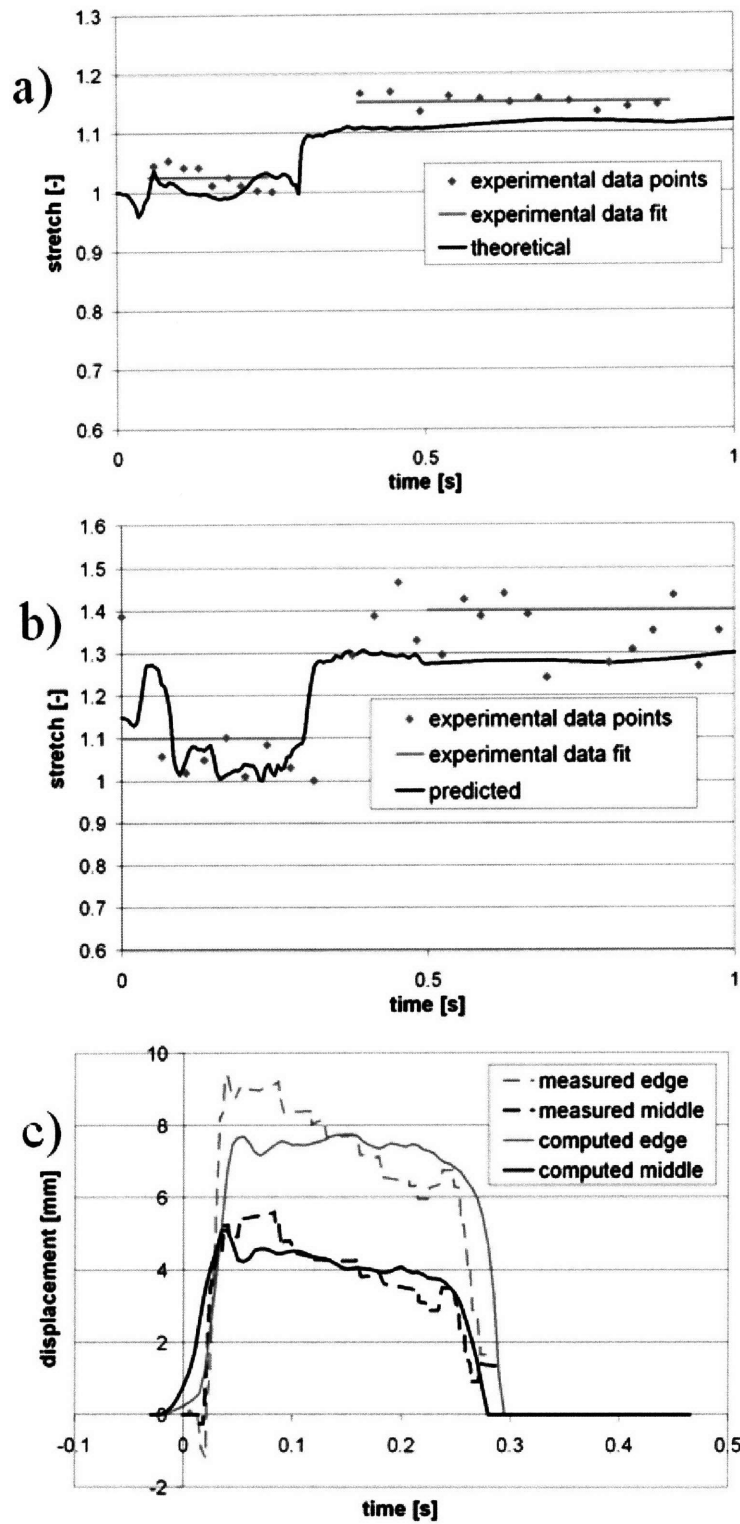 a)
1.3
1.2
1.1
1
0.9
0.8
0.7
0.6
stretch [-]
experimental data points
experimental data fit
theoretical
0
0.5
1
time [s]
b)
1.6
1.5
1.4
1.3
1.2
1.1
1
0.9
0.8
0.7
0.6
stretch [-]
experimental data points
experimental data fit
predicted
0
0.5
1
time [s]
c)
10
8
6
4
2
0
-2
displacement [mm]
measured edge
measured middle
computed edge
computed middle
-0.1
0
0.1
0.2
0.3
0.4
0.5
time [s]